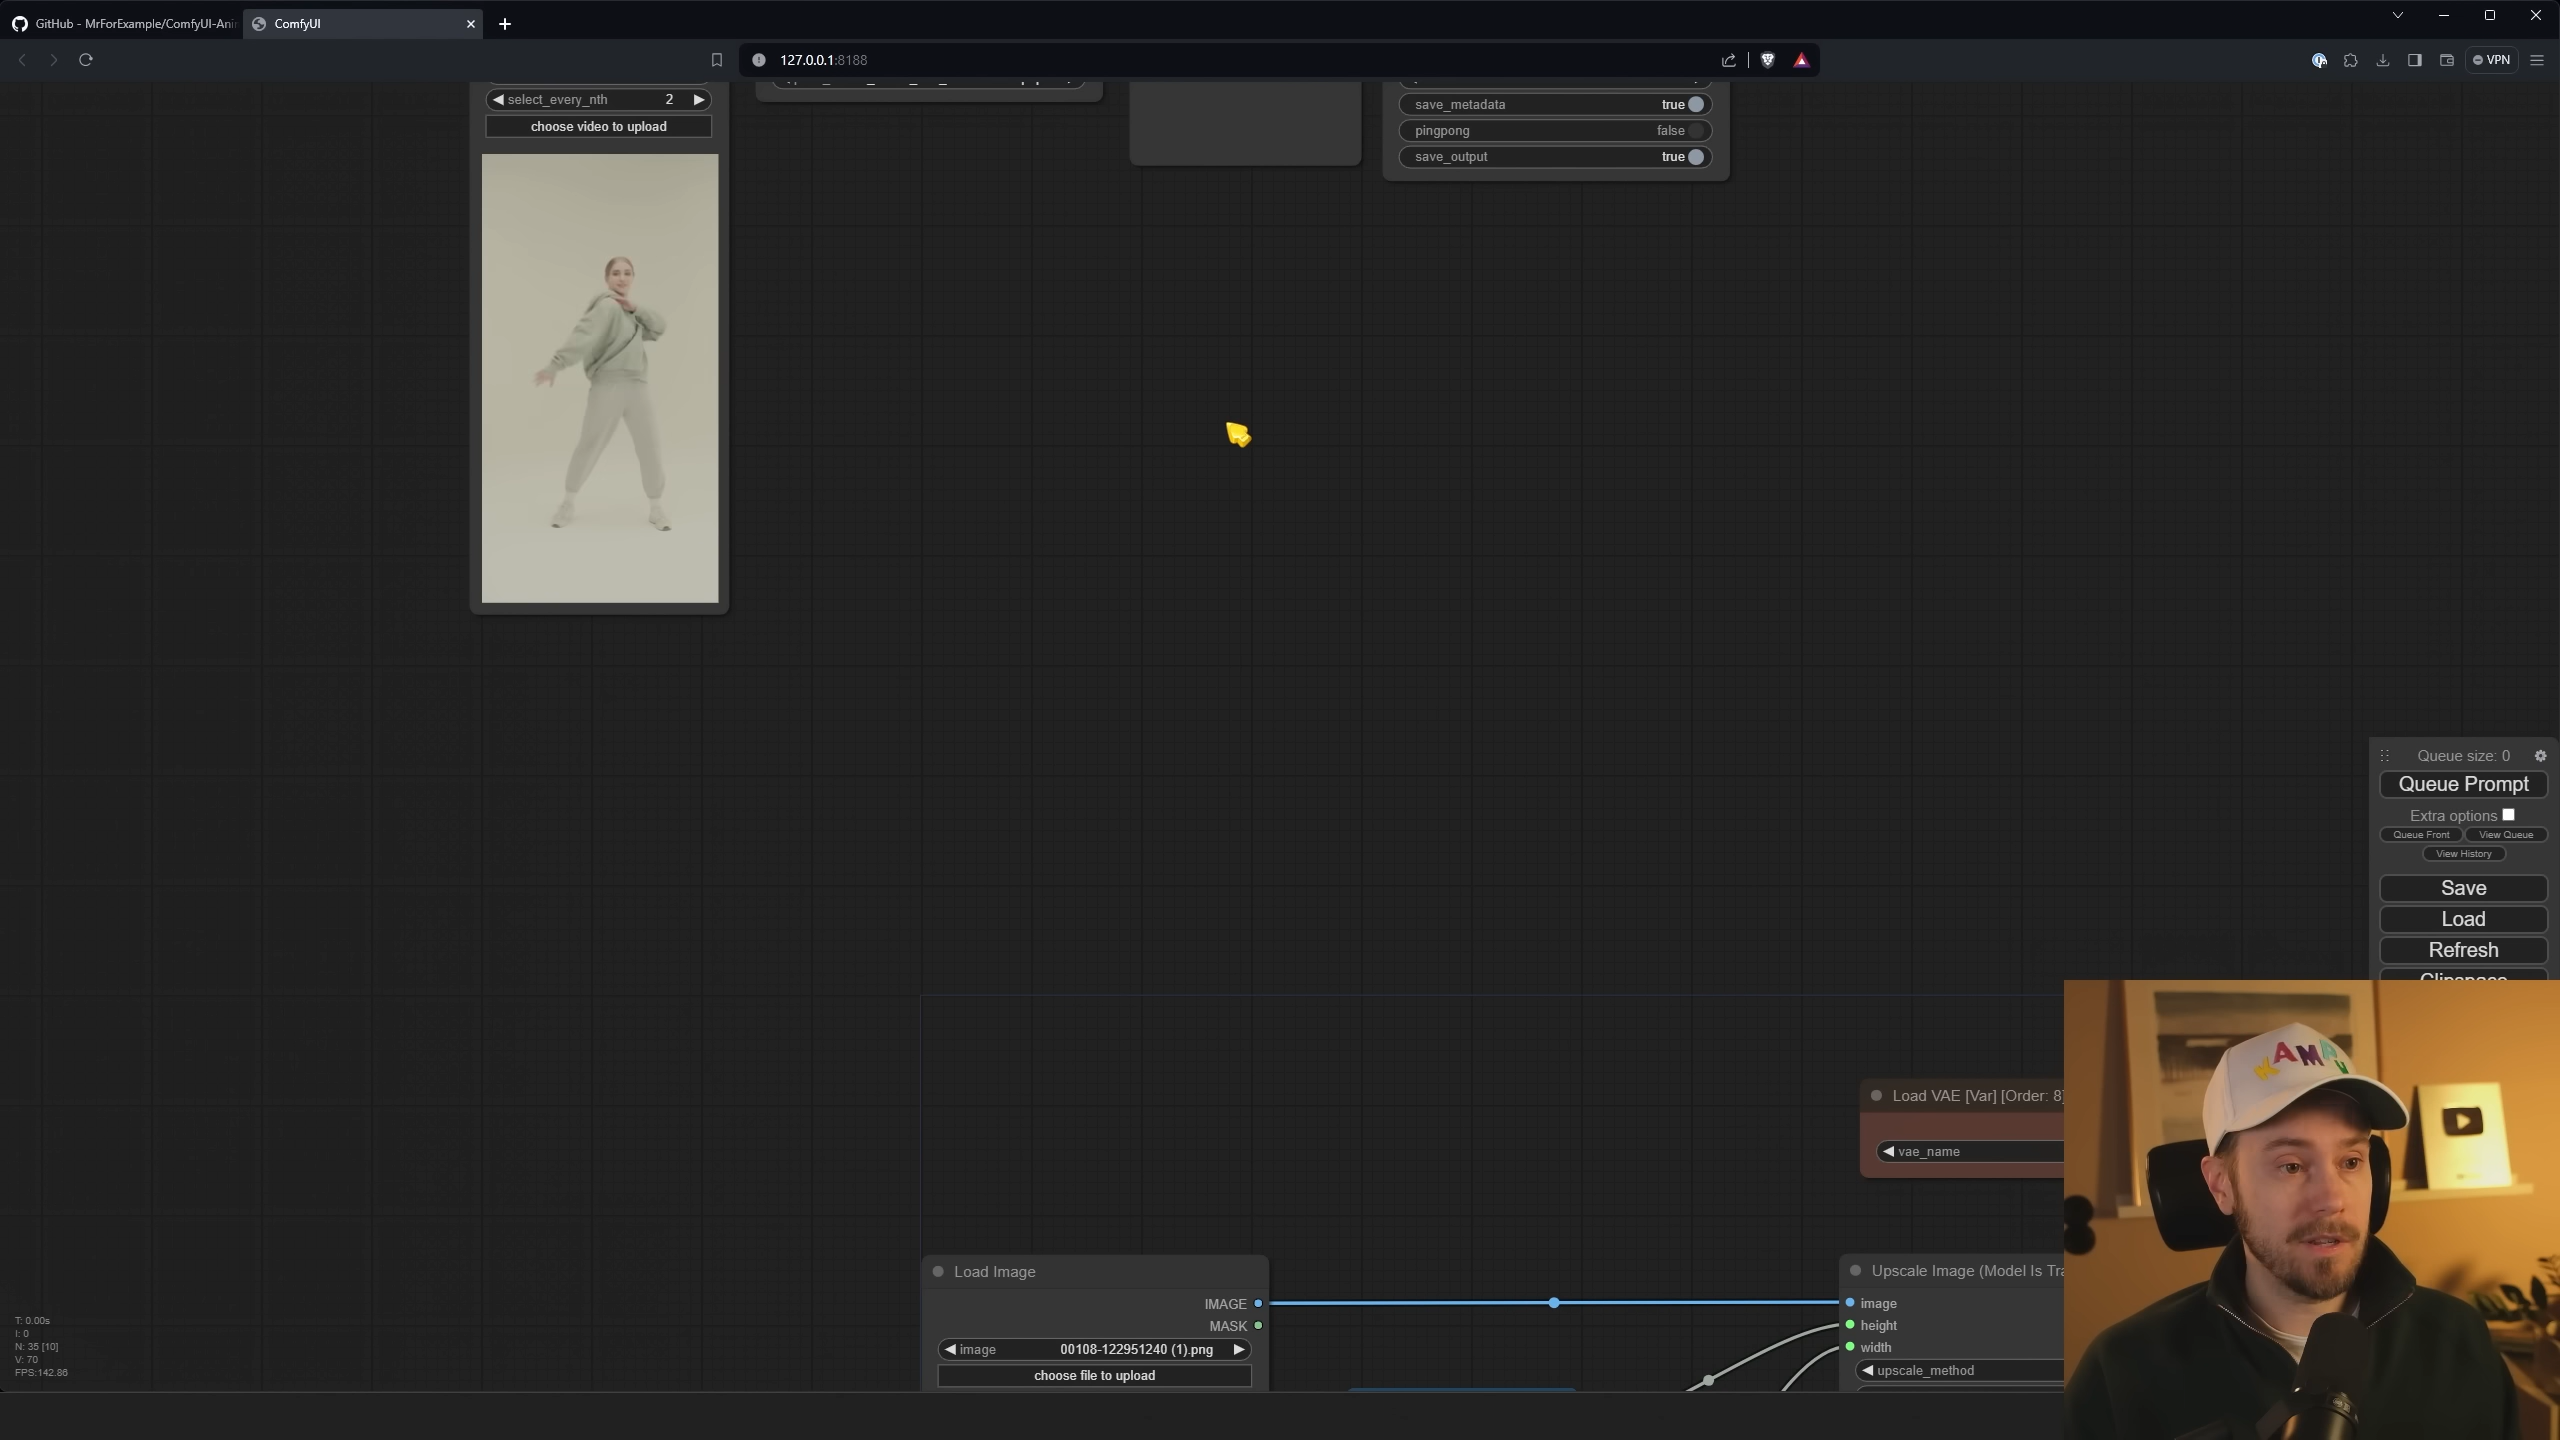 GitHub - MrForExample/ComfyUI-Ani
ComfyUI
127.0.0.1:8188
VPN
select_every_nth 2
choose video to upload
save_metadata true
pingpong false
save_output true
Queue size: 0
Queue Prompt
Extra options
Queue Front View Queue
View History
Save
Load
Refresh
Clipspace
KAMPV
Load VAE [Var] [Order: 8]
vae_name
Load Image
IMAGE
MASK
image 00108-122951240 (1).png
choose file to upload
Upscale Image (Model Is Tra
image
height
width
upscale_method
T: 0.00s
I: 0
N: 35 [10]
V: 70
FPS:142.86